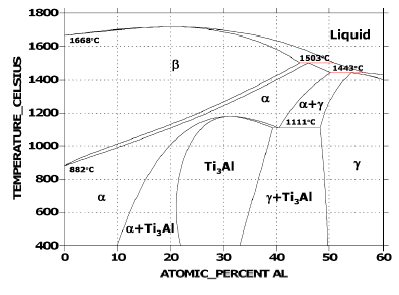 1800
Liquid
1668°C
1503°C
1443°C
1600
β
1400
α
α+γ
1200
1111°C
1000
Ti3Al
γ
882°C
800
α
γ+Ti3Al
600
α+Ti3Al
400
0
10
20
30
40
50
60
TEMPERATURE_CELSIUS
ATOMIC_PERCENT AL